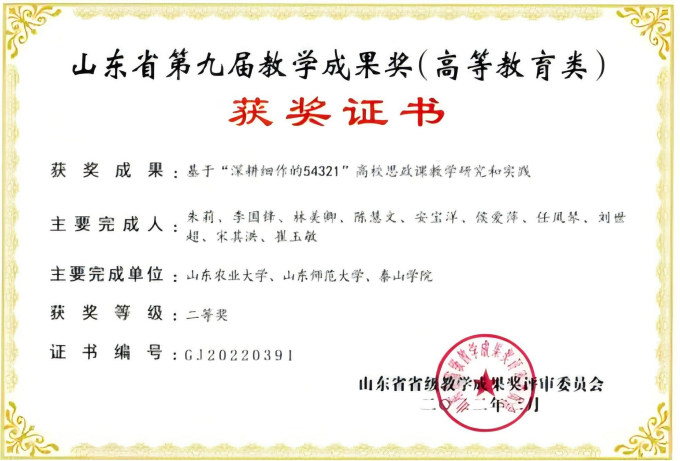 山东省第九届教学成果奖(高等教育类)
获奖证书
获奖成果：基于“深耕细作的54321”高校思政课教学研究和实践
主要完成人：朱莉、李国锋、林美卿、陈慧文、安宝洋、侯爱萍、任凤琴、刘世
超、宋其洪、崔玉敏
主要完成单位：山东农业大学、山东师范大学、泰山学院
获奖等级：二等奖
证书编号：GJ20220391
山东省省级教学成果奖评审委员会
二〇二二年三月